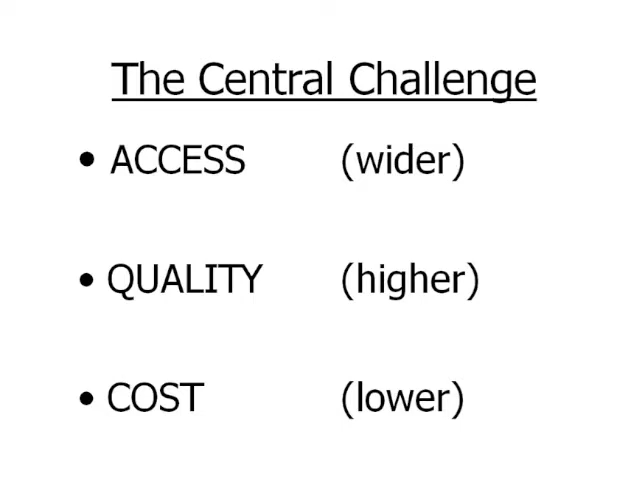 The Central Challenge
• ACCESS (wider)
• QUALITY (higher)
• COST (lower)